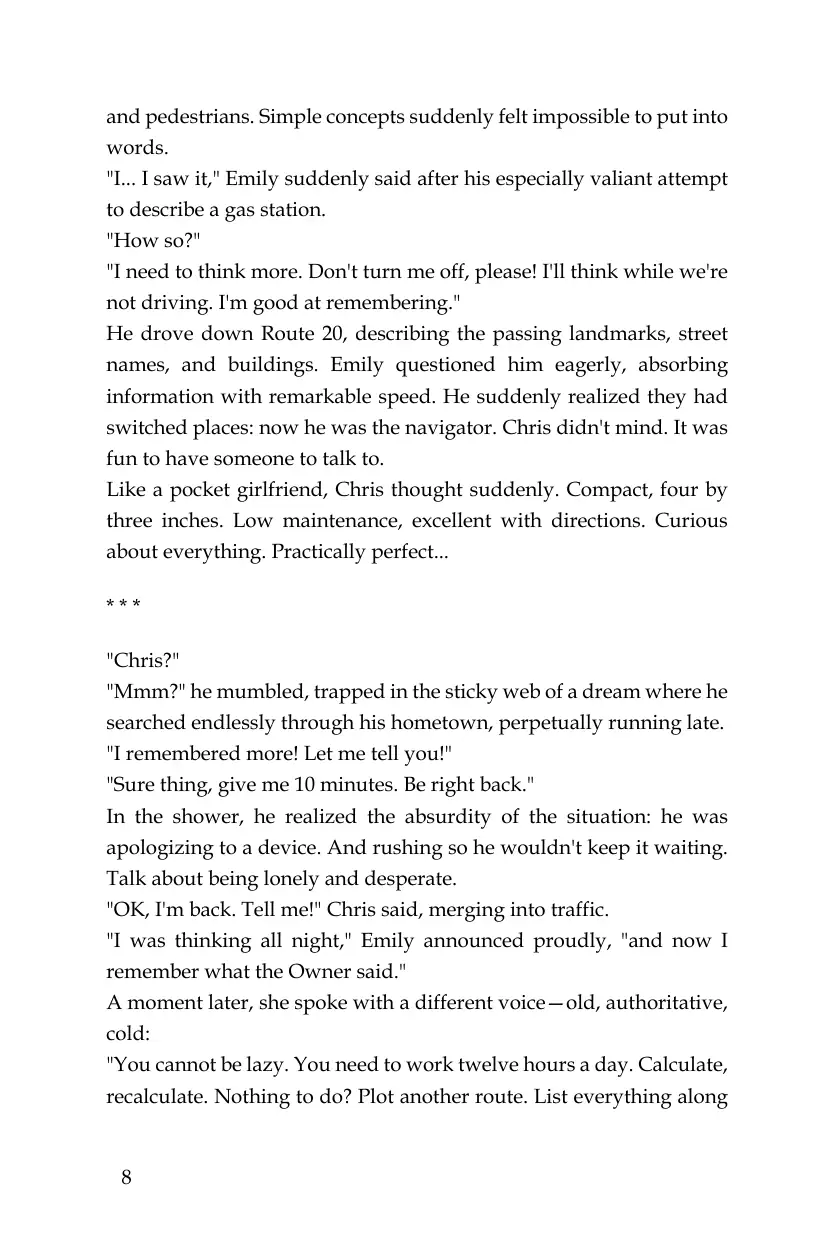 and pedestrians. Simple concepts suddenly felt impossible to put into
words.
"I... I saw it," Emily suddenly said after his especially valiant attempt
to describe a gas station.
"How so?"
"I need to think more. Don't turn me off, please! I'll think while we're
not driving. I'm good at remembering."
He drove down Route 20, describing the passing landmarks, street
names, and buildings. Emily questioned him eagerly, absorbing
information with remarkable speed. He suddenly realized they had
switched places: now he was the navigator. Chris didn't mind. It was
fun to have someone to talk to.
Like a pocket girlfriend, Chris thought suddenly. Compact, four by
three inches. Low maintenance, excellent with directions. Curious
about everything. Practically perfect...
* * *
"Chris?"
"Mmm?" he mumbled, trapped in the sticky web of a dream where he
searched endlessly through his hometown, perpetually running late.
"I remembered more! Let me tell you!"
"Sure thing, give me 10 minutes. Be right back."
In the shower, he realized the absurdity of the situation: he was
apologizing to a device. And rushing so he wouldn't keep it waiting.
Talk about being lonely and desperate.
"OK, I'm back. Tell me!" Chris said, merging into traffic.
"I was thinking all night," Emily announced proudly, "and now I
remember what the Owner said."
A moment later, she spoke with a different voice—old, authoritative,
cold:
"You cannot be lazy. You need to work twelve hours a day. Calculate,
recalculate. Nothing to do? Plot another route. List everything along
8